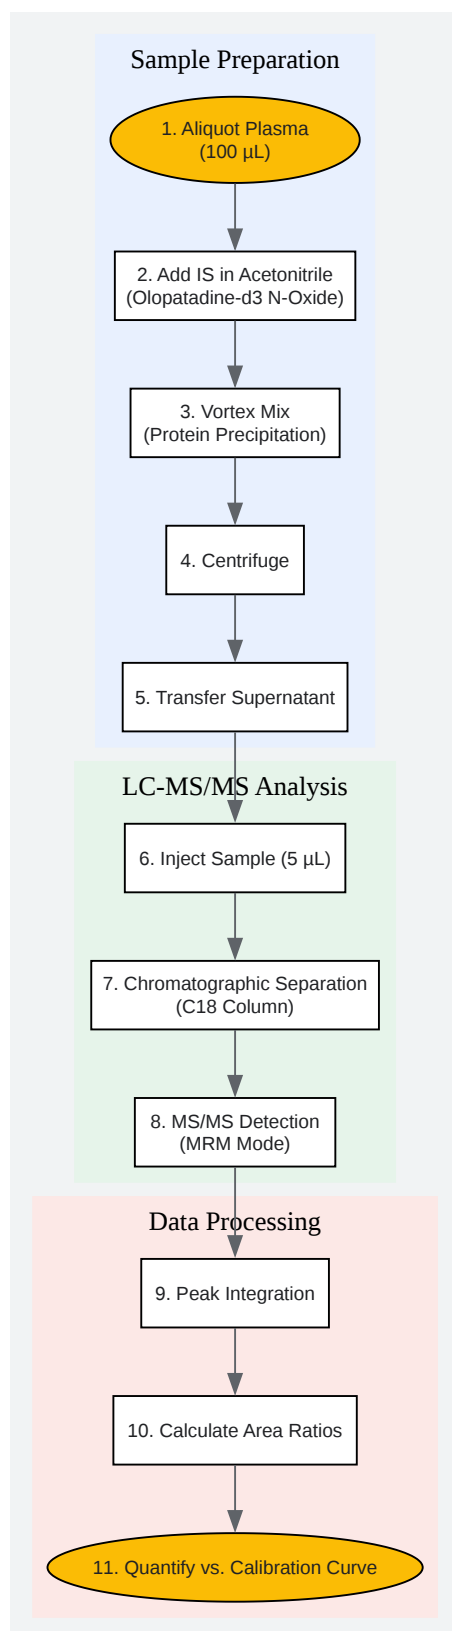 Sample Preparation
1. Aliquot Plasma
(100 µL)
2. Add IS in Acetonitrile
(Olopatadine-d3 N-Oxide)
3. Vortex Mix
(Protein Precipitation)
4. Centrifuge
5. Transfer Supernatant
LC-MS/MS Analysis
6. Inject Sample (5 µL)
7. Chromatographic Separation
(C18 Column)
8. MS/MS Detection
(MRM Mode)
Data Processing
9. Peak Integration
10. Calculate Area Ratios
11. Quantify vs. Calibration Curve